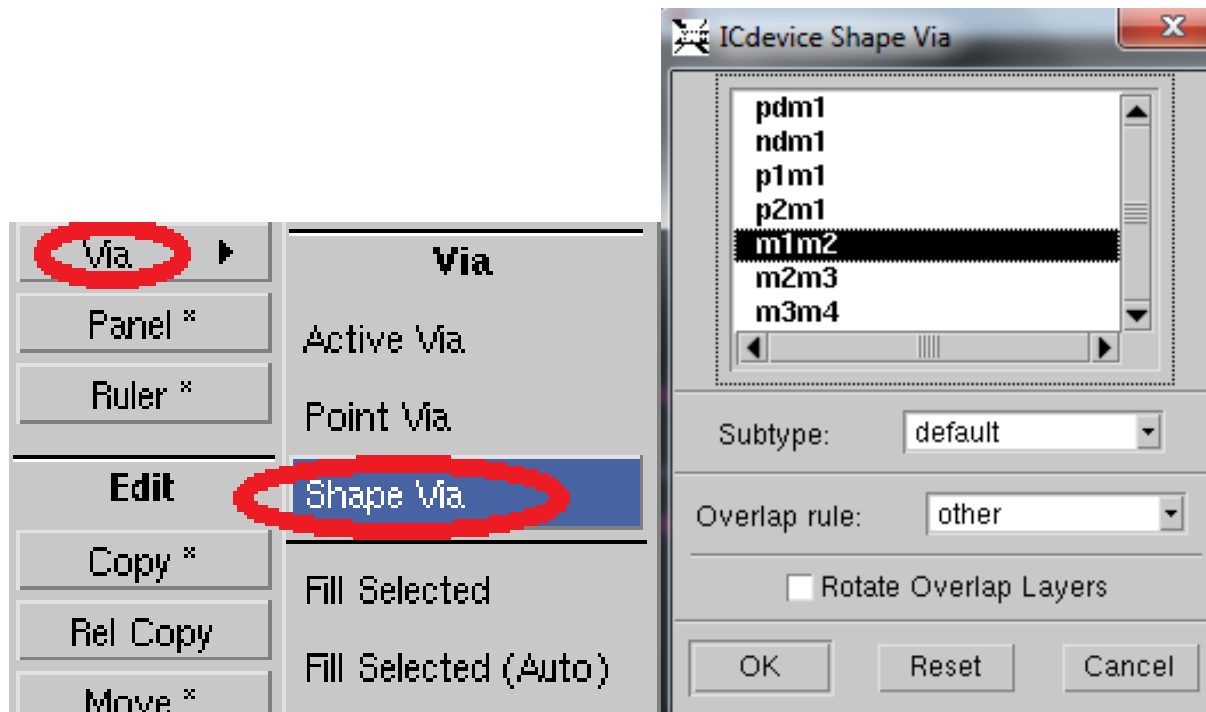 Via
Panel *
Ruler *
Edit
Copy *
Rel Copy
Move *
Via
Active Via
Point Via
Shape Via
Fill Selected
Fill Selected (Auto)
ICdevice Shape Via
pdm1
ndm1
p1m1
p2m1
m1m2
m2m3
m3m4
Subtype: default
Overlap rule: other
Rotate Overlap Layers
OK Reset Cancel